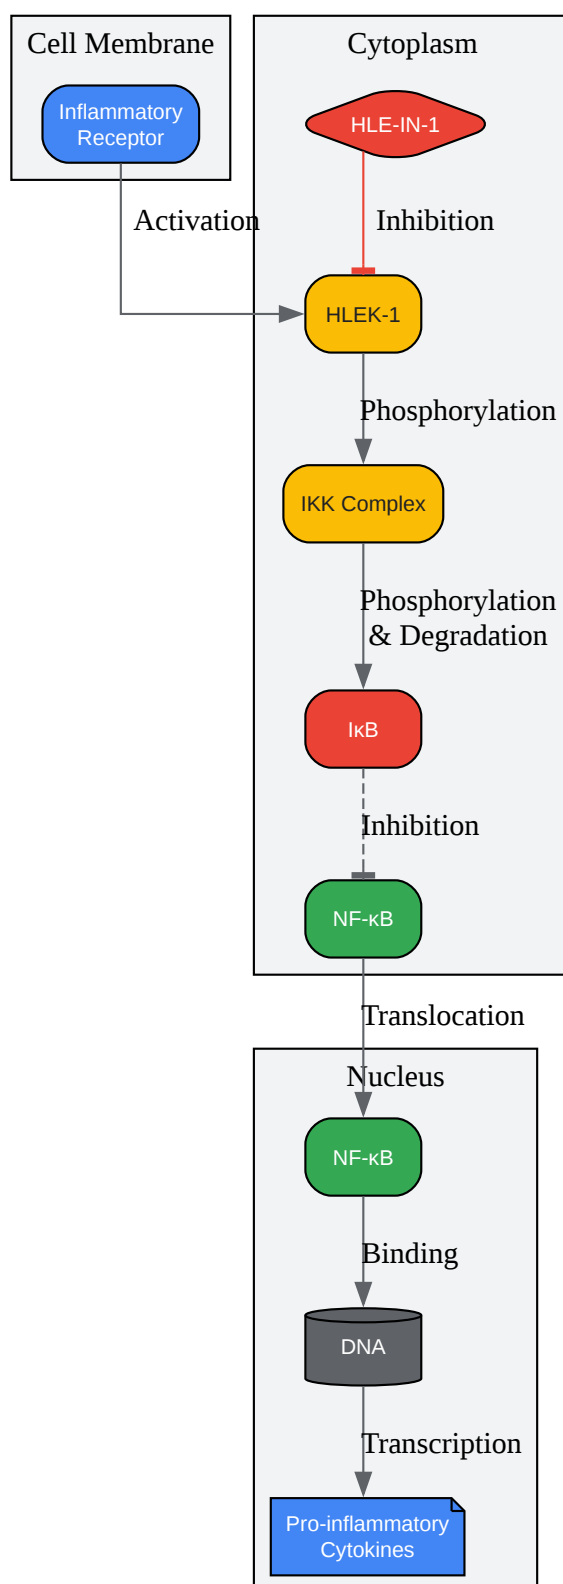 Cell Membrane
Cytoplasm
Inflammatory
Receptor
HLE-IN-1
Activation
Inhibition
HLEK-1
Phosphorylation
IKK Complex
Phosphorylation
& Degradation
IκB
Inhibition
NF-κB
Translocation
Nucleus
NF-κB
Binding
DNA
Transcription
Pro-inflammatory
Cytokines